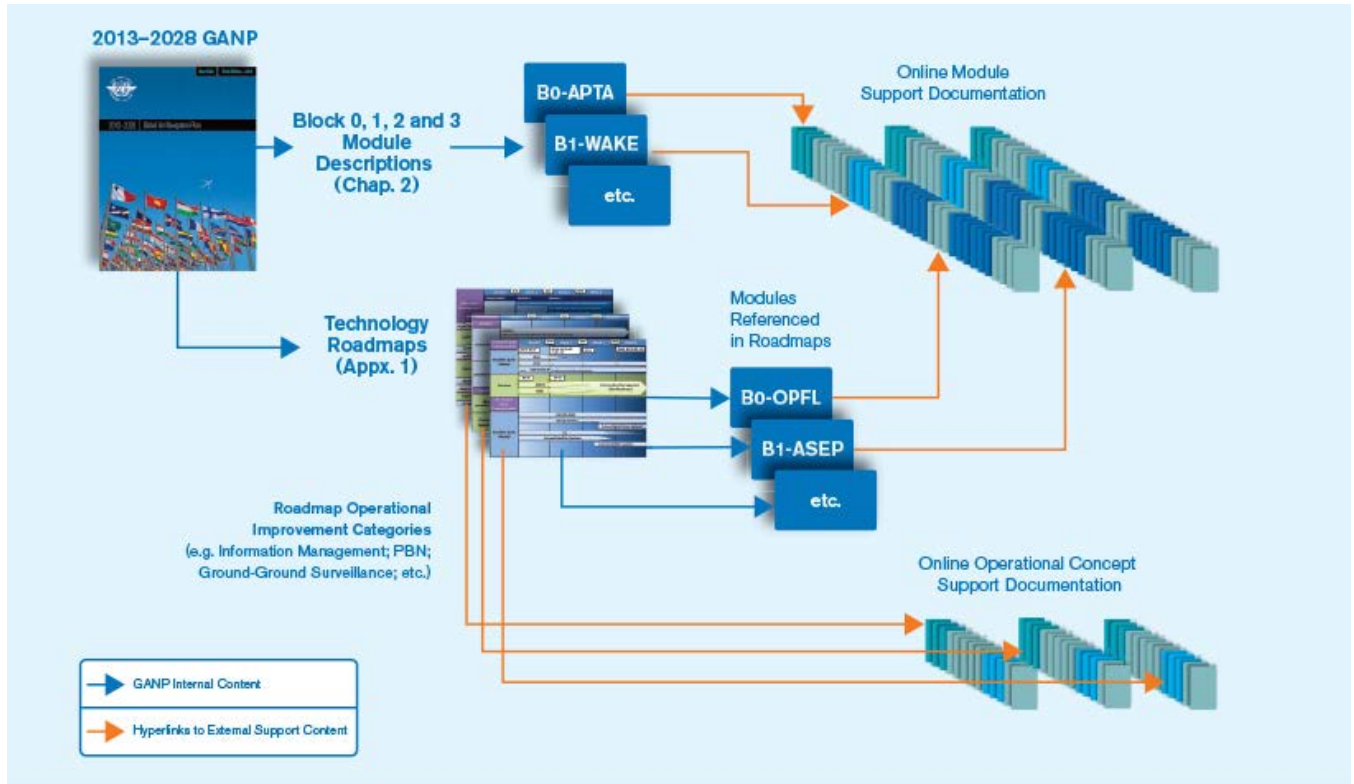 2013–2028 GANP
Block 0, 1, 2 and 3
Module
Descriptions
(Chap. 2)
B0-APTA
B1-WAKE
etc.
Online Module
Support Documentation
Technology
Roadmaps
(Appx. 1)
Modules
Referenced
in Roadmaps
B0-OPFL
B1-ASEP
etc.
Roadmap Operational
Improvement Categories
(e.g. Information Management; PBN;
Ground-Ground Surveillance; etc.)
Online Operational Concept
Support Documentation
GANP Internal Content
Hyperlinks to External Support Content